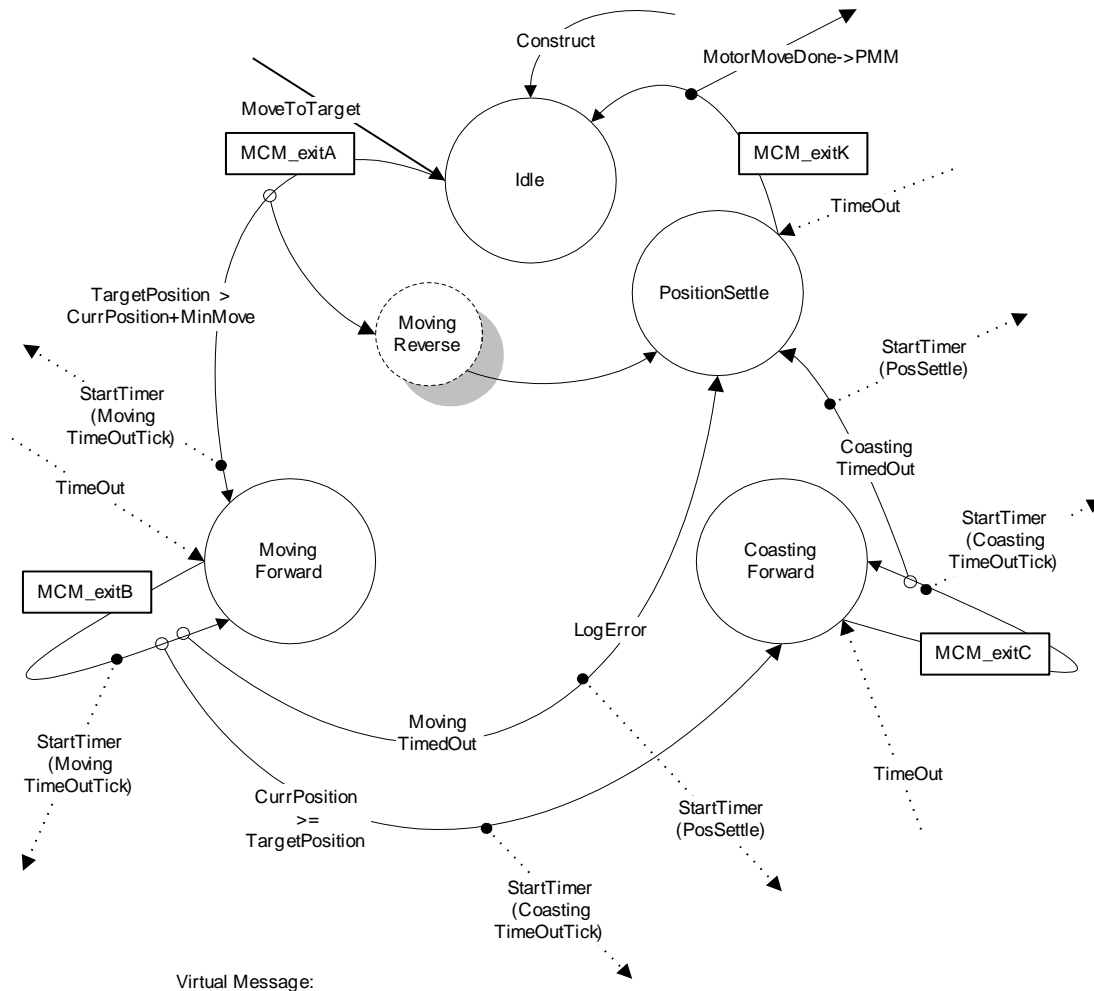 Construct
MotorMoveDone->PMM
MoveToTarget
MCM_exitA
MCM_exitK
Idle
TimeOut
PositionSettle
TargetPosition >
CurrPosition+MinMove
Moving
Reverse
StartTimer
(PosSettle)
StartTimer
(Moving
TimeOutTick)
Coasting
TimedOut
TimeOut
StartTimer
(Coasting
TimeOutTick)
Moving
Forward
Coasting
Forward
MCM_exitB
LogError
MCM_exitC
Moving
TimedOut
StartTimer
(Moving
TimeOutTick)
TimeOut
CurrPosition
>=
TargetPosition
StartTimer
(PosSettle)
StartTimer
(Coasting
TimeOutTick)
Virtual Message: